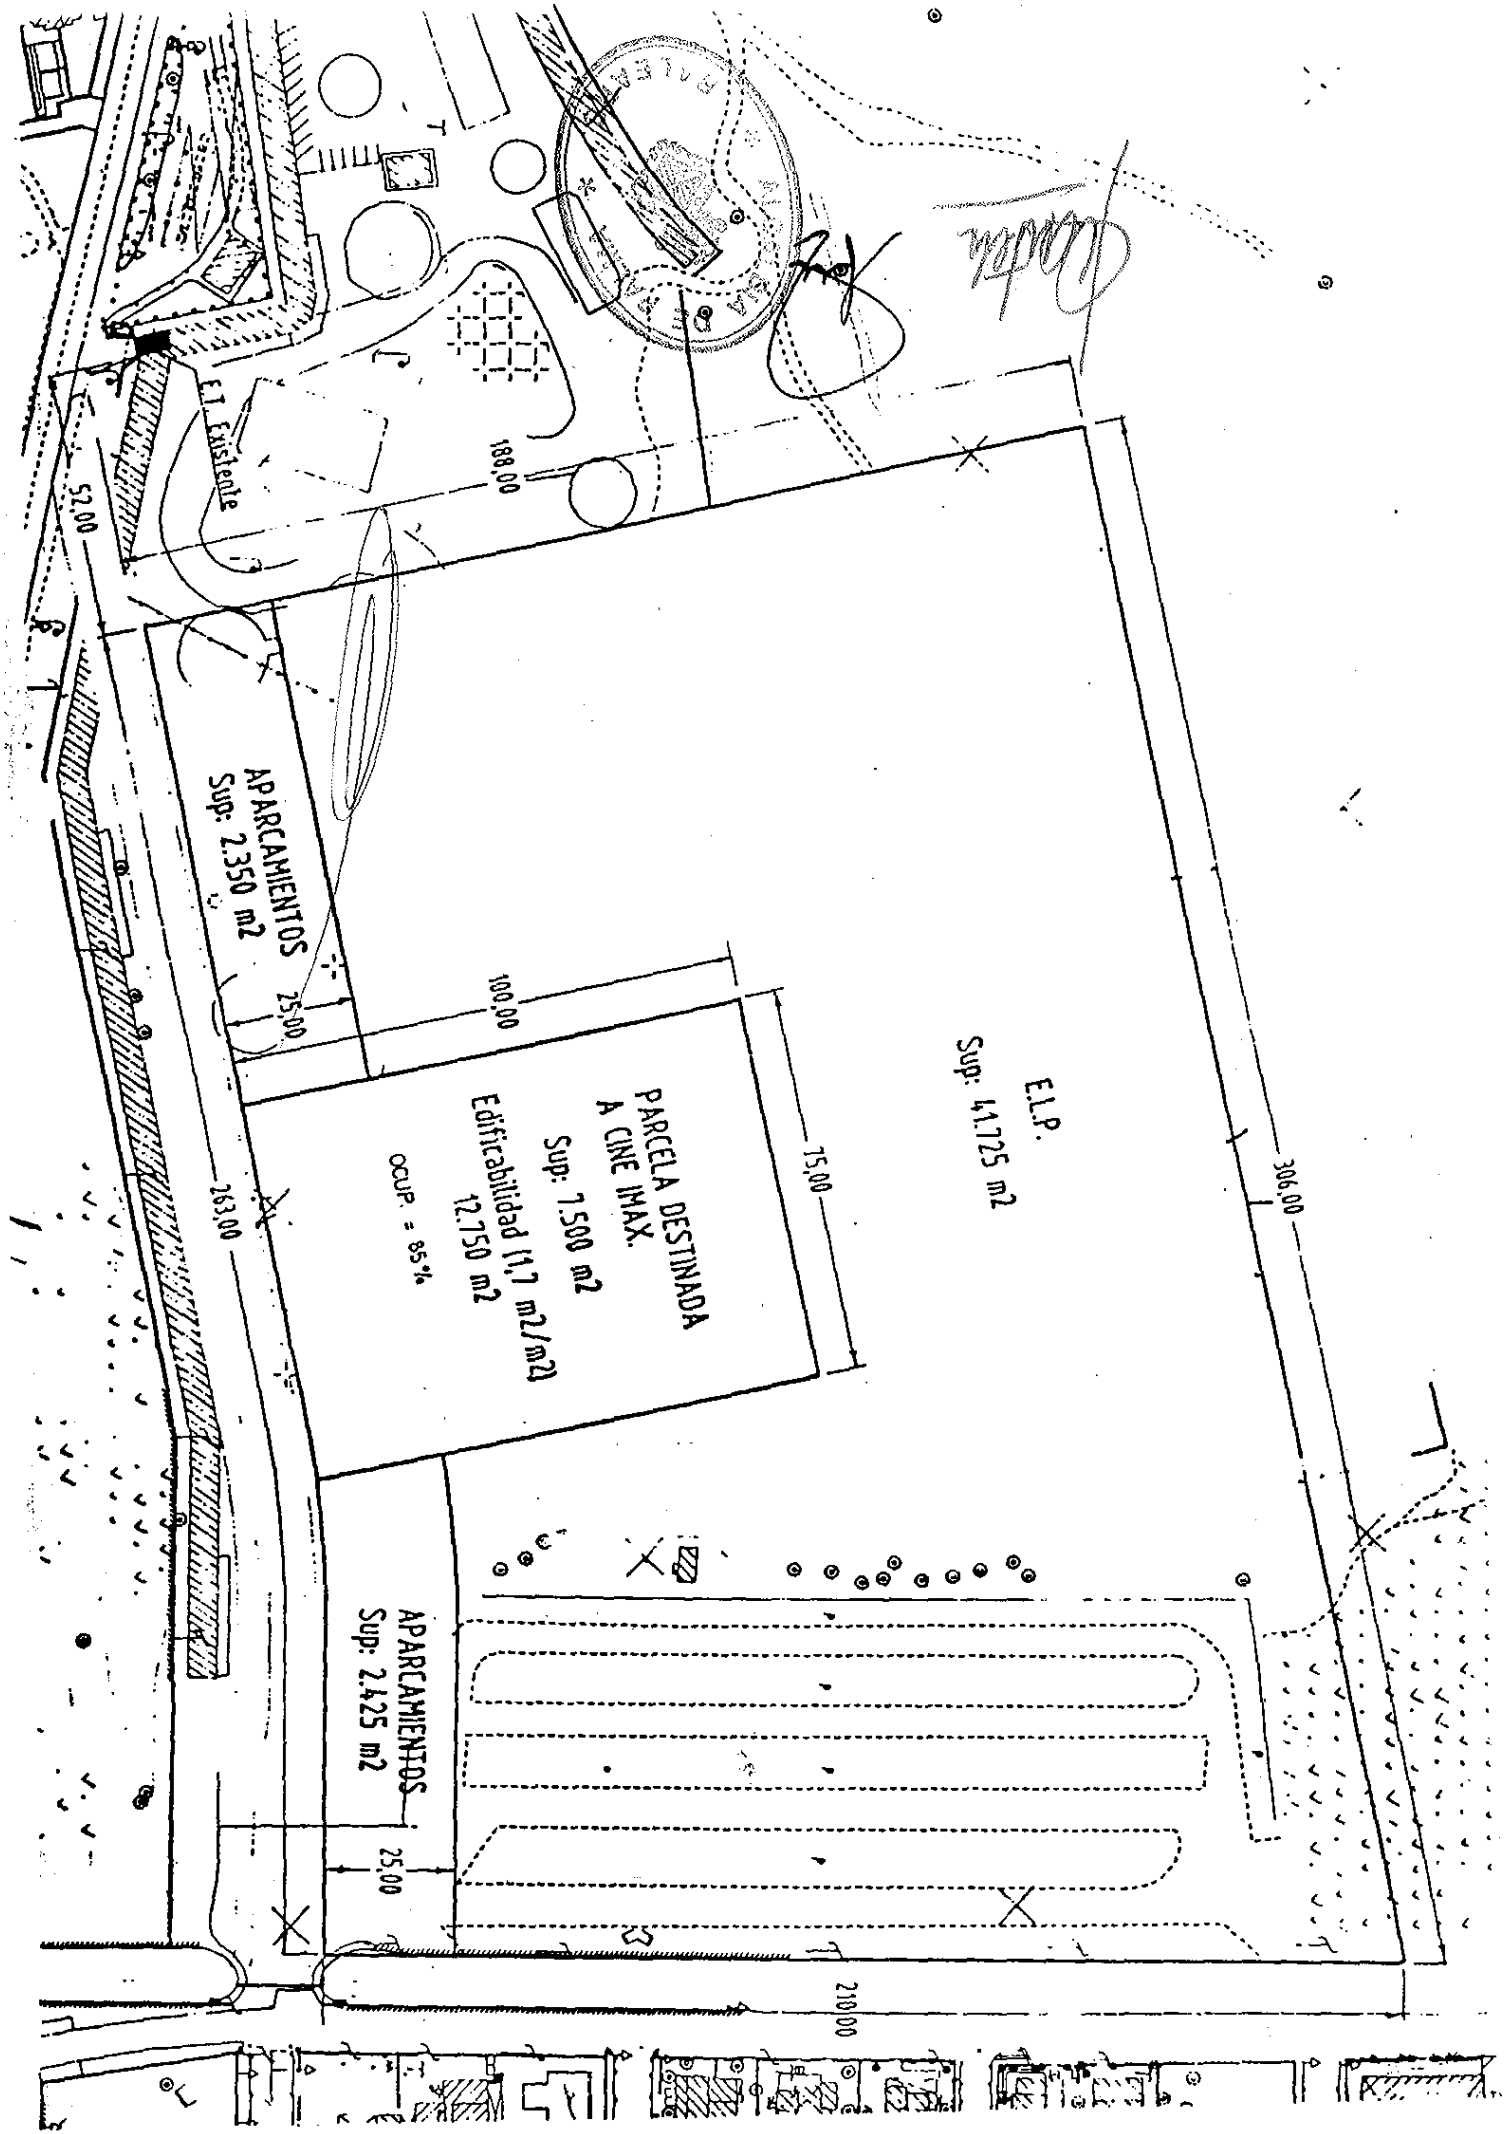 E.T. Existente
52,00
188,00
APARCAMIENTOS
Sup: 2.350 m2
25,00
100,00
75,00
306,00
263,00
E.L.P.
Sup: 41.725 m2
PARCELA DESTINADA
A CINE IMAX.
Sup: 7.500 m2
Edificabilidad (1,7 m2/m2)
12.750 m2
OCUP. = 85%
APARCAMIENTOS
Sup: 2.425 m2
25,00
210,00